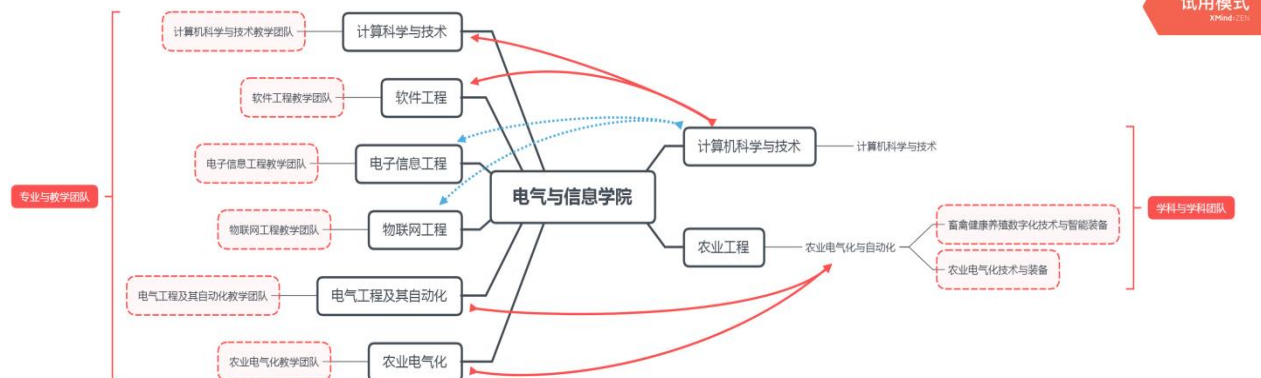 试用模式
XMind:ZEN
计算机科学与技术教学团队
计算科学与技术
软件工程教学团队
软件工程
电子信息工程教学团队
电子信息工程
物联网工程教学团队
物联网工程
电气工程及其自动化教学团队
电气工程及其自动化
农业电气化教学团队
农业电气化
专业与教学团队
电气与信息学院
计算机科学与技术
计算机科学与技术
农业工程
农业电气化与自动化
畜禽健康养殖数字化技术与智能装备
农业电气化技术与装备
学科与学科团队